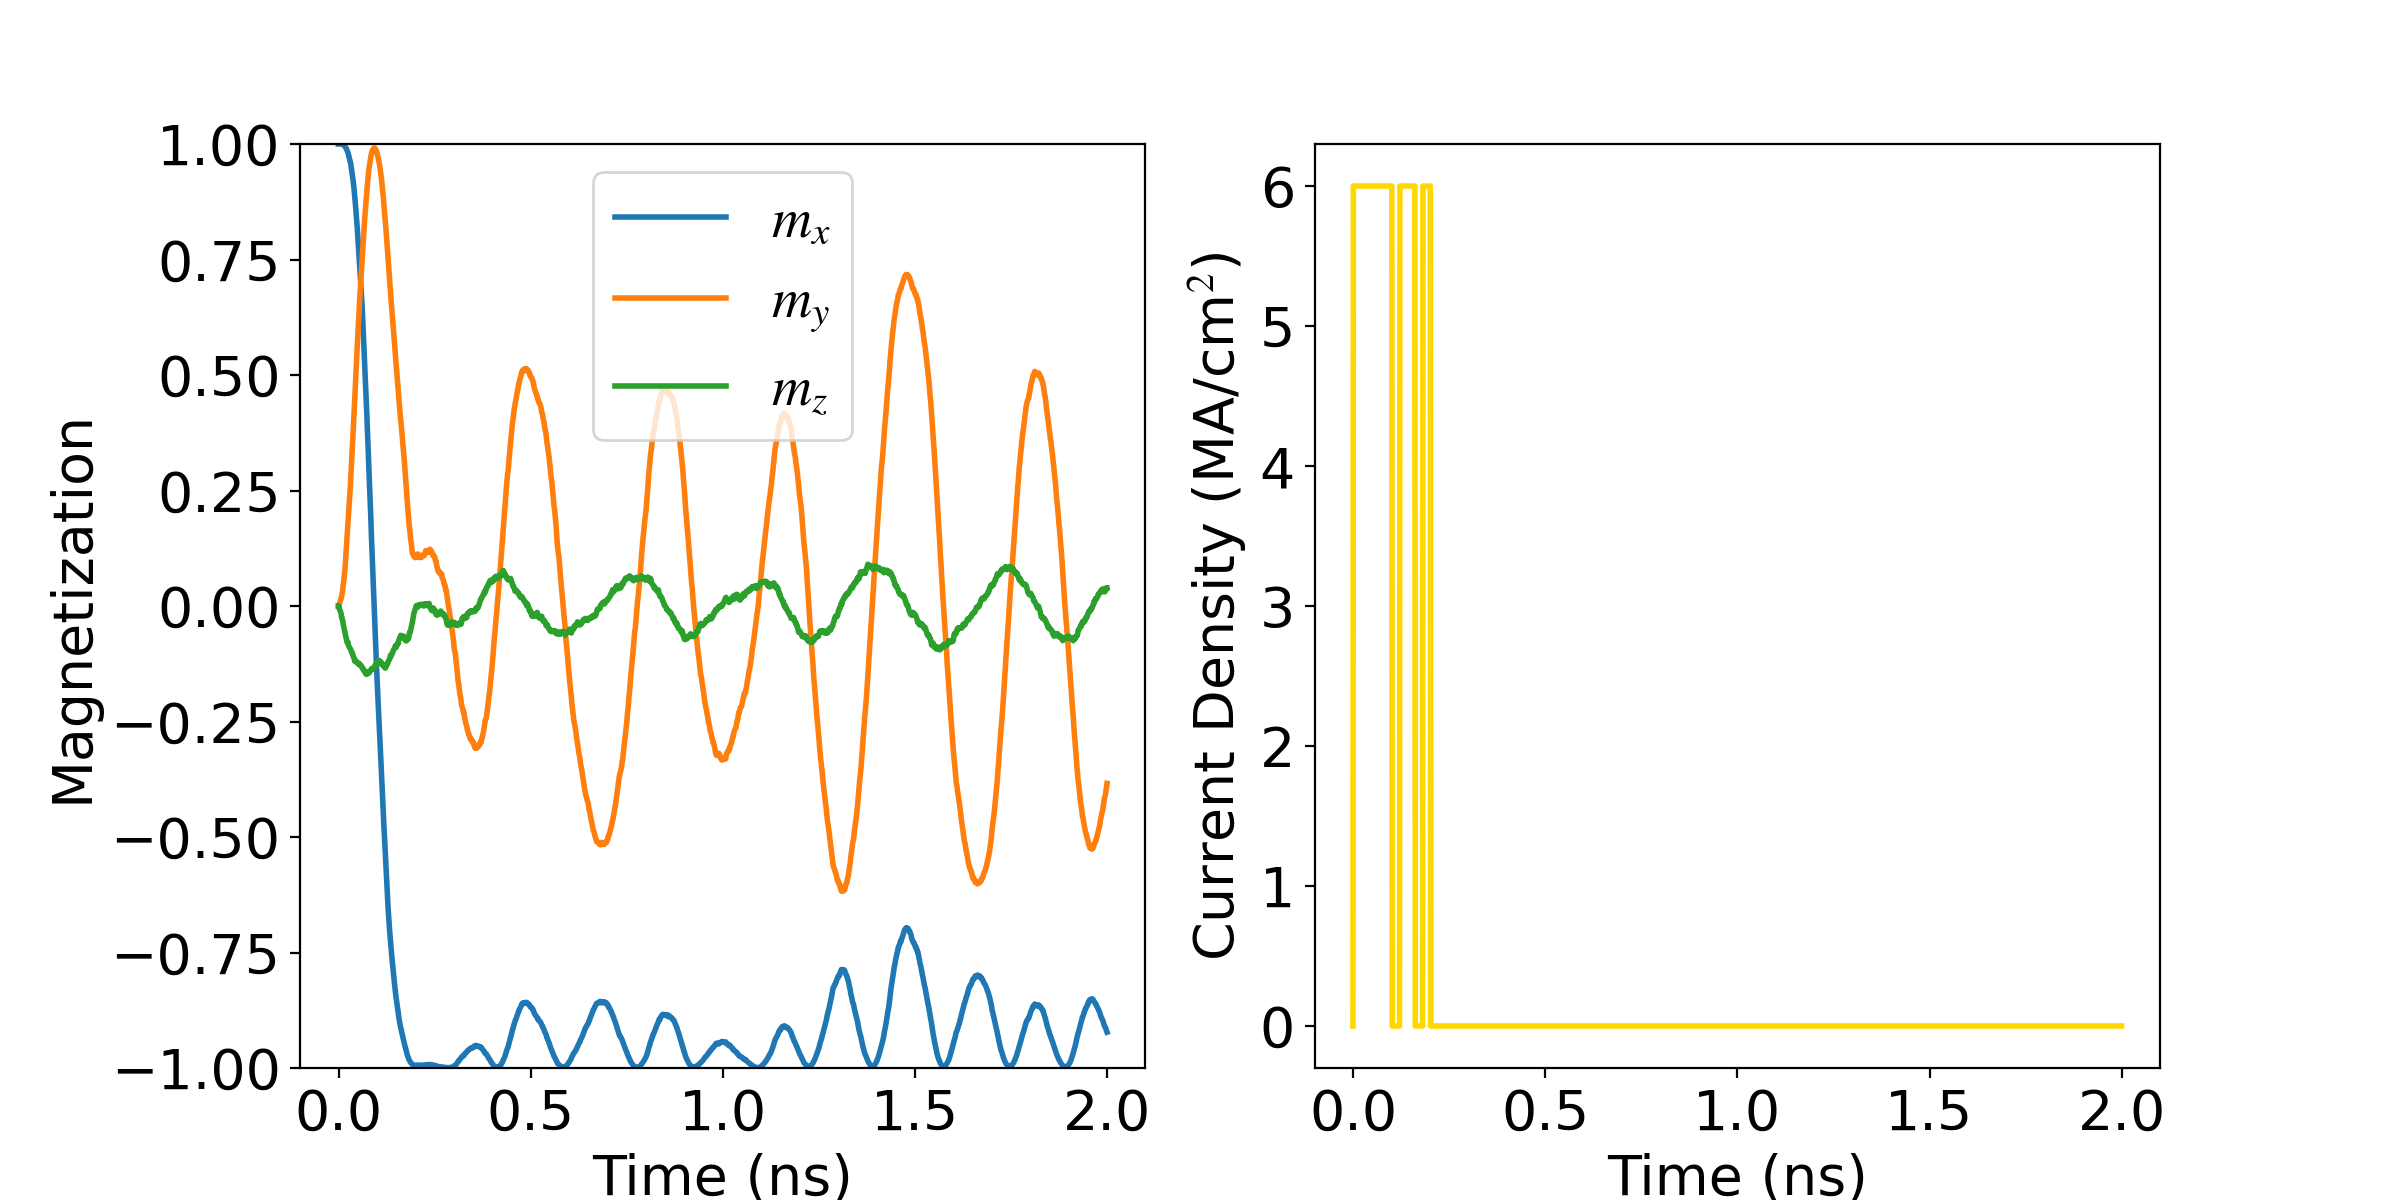 1.00
0.75
0.50
0.25
0.00
−0.25
−0.50
−0.75
−1.00
Magnetization
0.0 0.5 1.0 1.5 2.0
Time (ns)
m_x
m_y
m_z
6
5
4
3
2
1
0
Current Density (MA/cm²)
0.0 0.5 1.0 1.5 2.0
Time (ns)